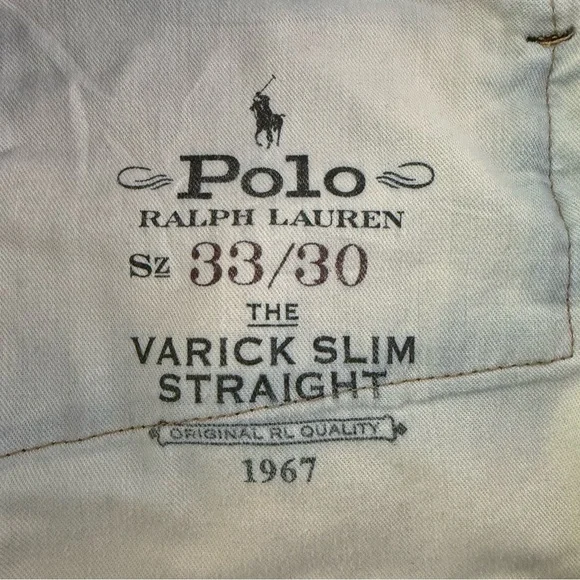 Polo
RALPH LAUREN
Sz 33/30
THE
VARICK SLIM
STRAIGHT
ORIGINAL RL QUALITY
1967